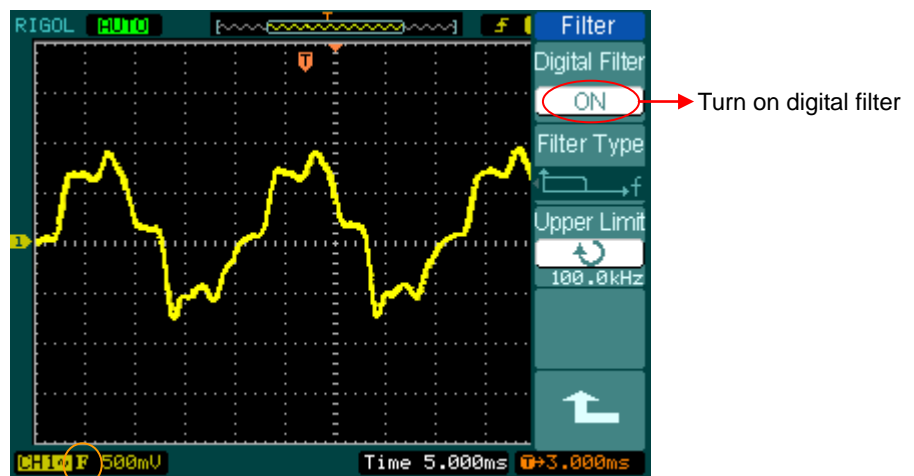 RIGOL AUTO T f Filter
T
Digital Filter
ON
Turn on digital filter
Filter Type
f
Upper Limit
1
100.0kHz
CH1 F 500mV Time 5.000ms T→3.000ms